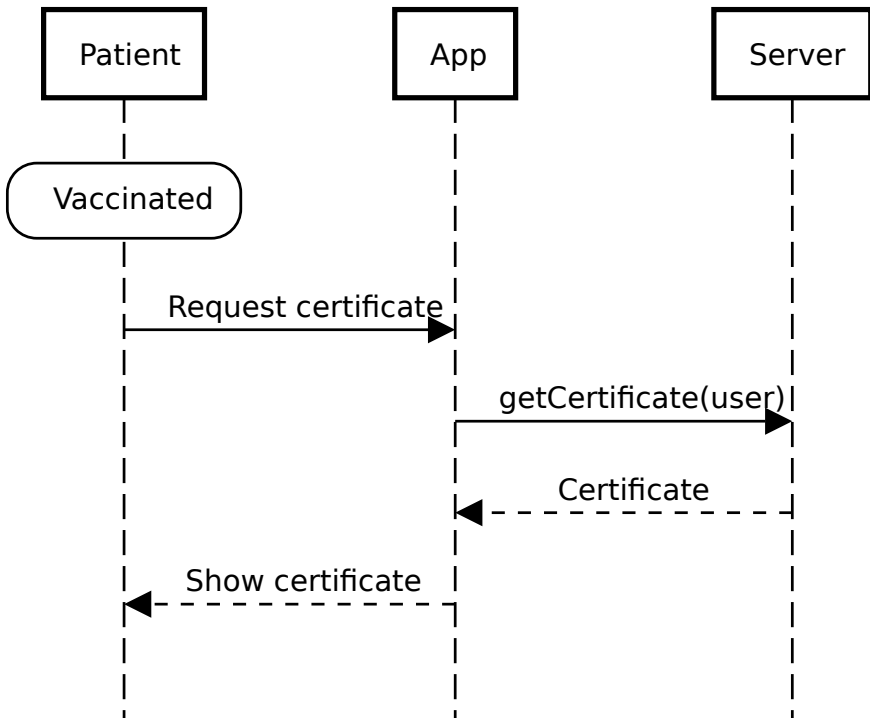 Patient
App
Server
Vaccinated
Request certificate
getCertificate(user)
Certificate
Show certificate